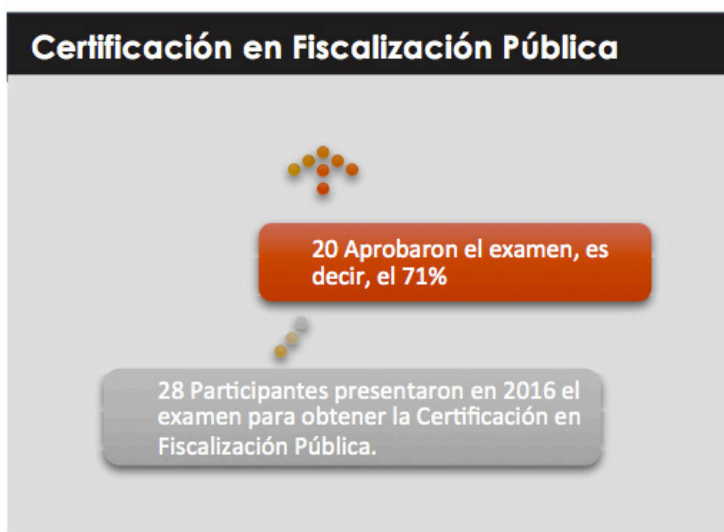 Certificación en Fiscalización Pública
20 Aprobaron el examen, es
decir, el 71%
28 Participantes presentaron en 2016 el
examen para obtener la Certificación en
Fiscalización Pública.